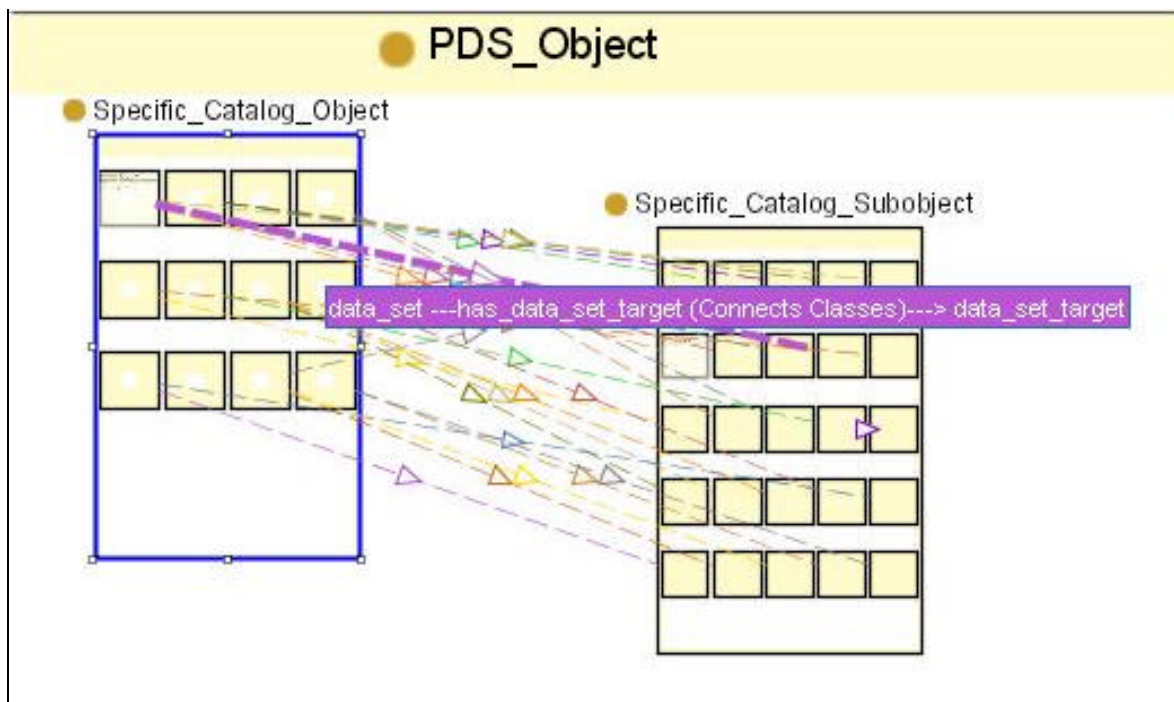 PDS_Object
Specific_Catalog_Object
Specific_Catalog_Subobject
data_set ---has_data_set_target (Connects Classes)---> data_set_target